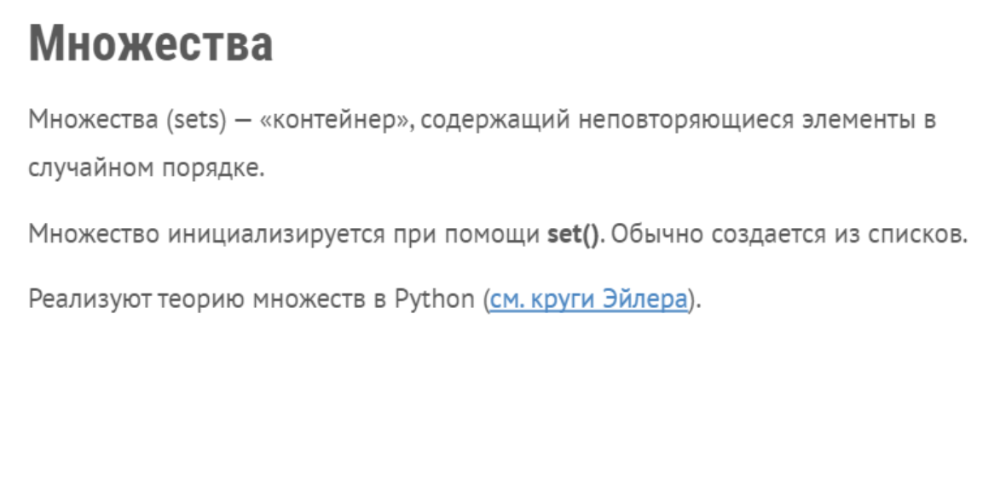 Множества
Множества (sets) — «контейнер», содержащий неповторяющиеся элементы в
случайном порядке.
Множество инициализируется при помощи set(). Обычно создается из списков.
Реализуют теорию множеств в Python (см. круги Эйлера).